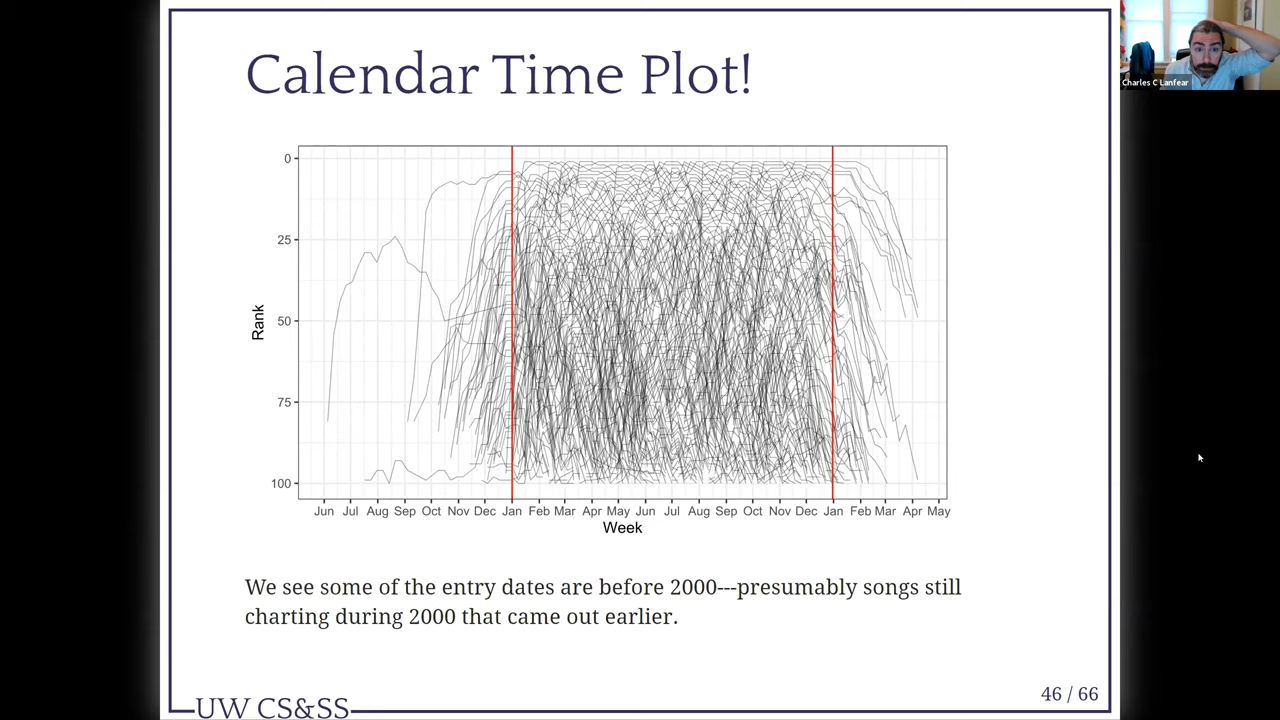 Calendar Time Plot!
Charles C Lanfear
0
25
50
75
100
Rank
Jun Jul Aug Sep Oct Nov Dec Jan Feb Mar Apr May Jun Jul Aug Sep Oct Nov Dec Jan Feb Mar Apr May
Week
We see some of the entry dates are before 2000---presumably songs still
charting during 2000 that came out earlier.
46 / 66
UW CS&SS